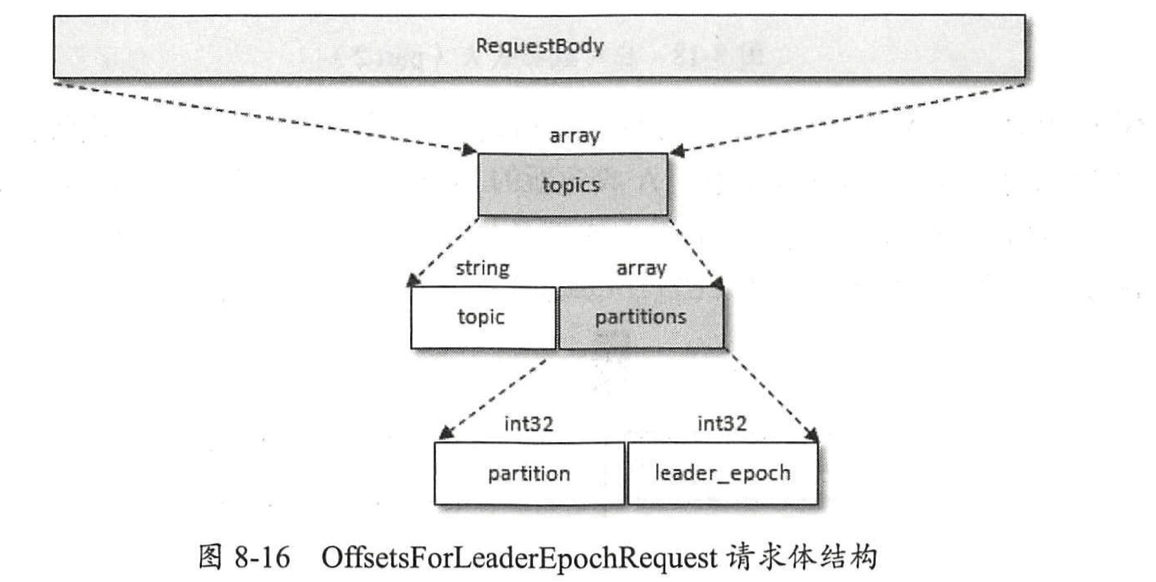 RequestBody
array
topics
string array
topic partitions
int32 int32
partition leader_epoch
图 8-16 OffsetsForLeaderEpochRequest 请求体结构